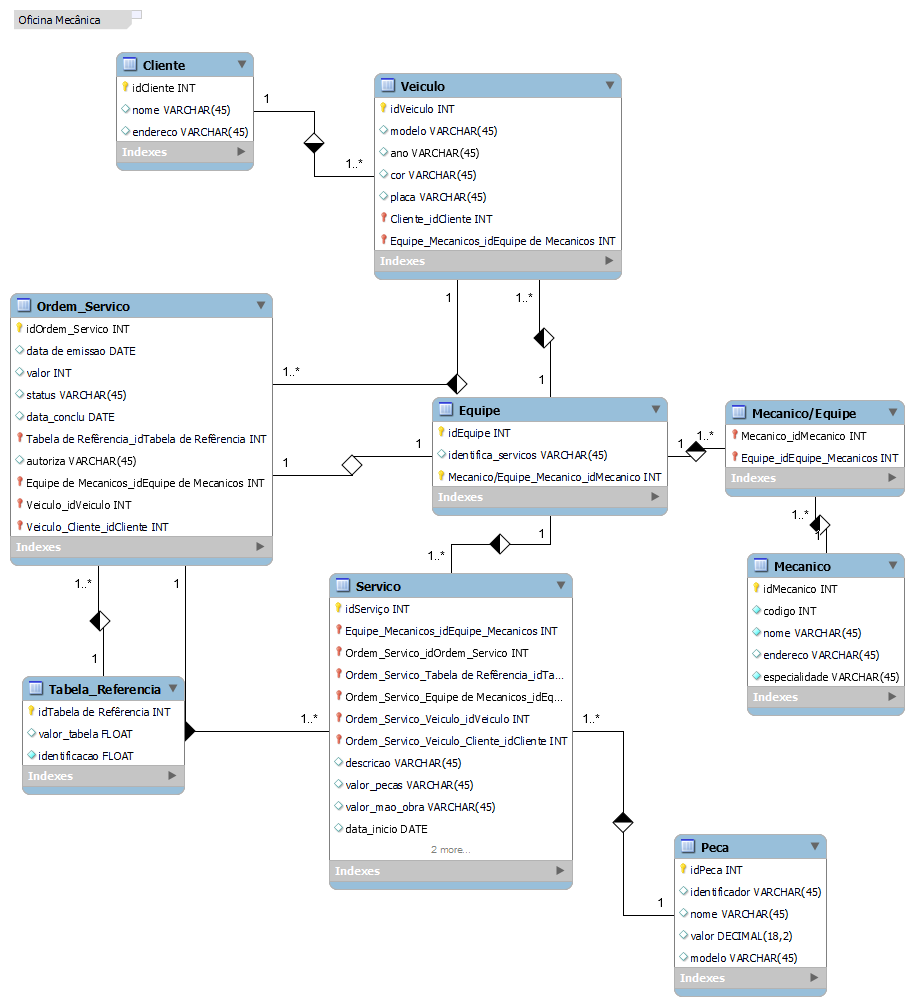 Oficina Mecânica
Cliente
idCliente INT
nome VARCHAR(45)
endereco VARCHAR(45)
Indexes
1
1..*
Veiculo
idVeiculo INT
modelo VARCHAR(45)
ano VARCHAR(45)
cor VARCHAR(45)
placa VARCHAR(45)
Cliente_idCliente INT
Equipe_Mecanicos_idEquipe de Mecanicos INT
Indexes
1
1..*
1..*
1
Ordem_Servico
idOrdem_Servico INT
data de emissao DATE
valor INT
status VARCHAR(45)
data_conclu DATE
Tabela de Refêrencia_idTabela de Refêrencia INT
autoriza VARCHAR(45)
Equipe de Mecanicos_idEquipe de Mecanicos INT
Veiculo_idVeiculo INT
Veiculo_Cliente_idCliente INT
Indexes
1
1
Equipe
idEquipe INT
identifica_servicos VARCHAR(45)
Mecanico/Equipe_Mecanico_idMecanico INT
Indexes
1
1..*
Mecanico/Equipe
Mecanico_idMecanico INT
Equipe_idEquipe_Mecanicos INT
Indexes
1..*
1
Mecanico
idMecanico INT
codigo INT
nome VARCHAR(45)
endereco VARCHAR(45)
especialidade VARCHAR(45)
Indexes
1
1..*
1..*
1
1
1..*
Tabela_Referencia
idTabela de Refêrencia INT
valor_tabela FLOAT
identificacao FLOAT
Indexes
Servico
idServiço INT
Equipe_Mecanicos_idEquipe_Mecanicos INT
Ordem_Servico_idOrdem_Servico INT
Ordem_Servico_Tabela de Refêrencia_idTa...
Ordem_Servico_Equipe de Mecanicos_idEq...
Ordem_Servico_Veiculo_idVeiculo INT
Ordem_Servico_Veiculo_Cliente_idCliente INT
descricao VARCHAR(45)
valor_pecas VARCHAR(45)
valor_mao_obra VARCHAR(45)
data_inicio DATE
2 more...
Indexes
1..*
1
Peca
idPeca INT
identificador VARCHAR(45)
nome VARCHAR(45)
valor DECIMAL(18,2)
modelo VARCHAR(45)
Indexes